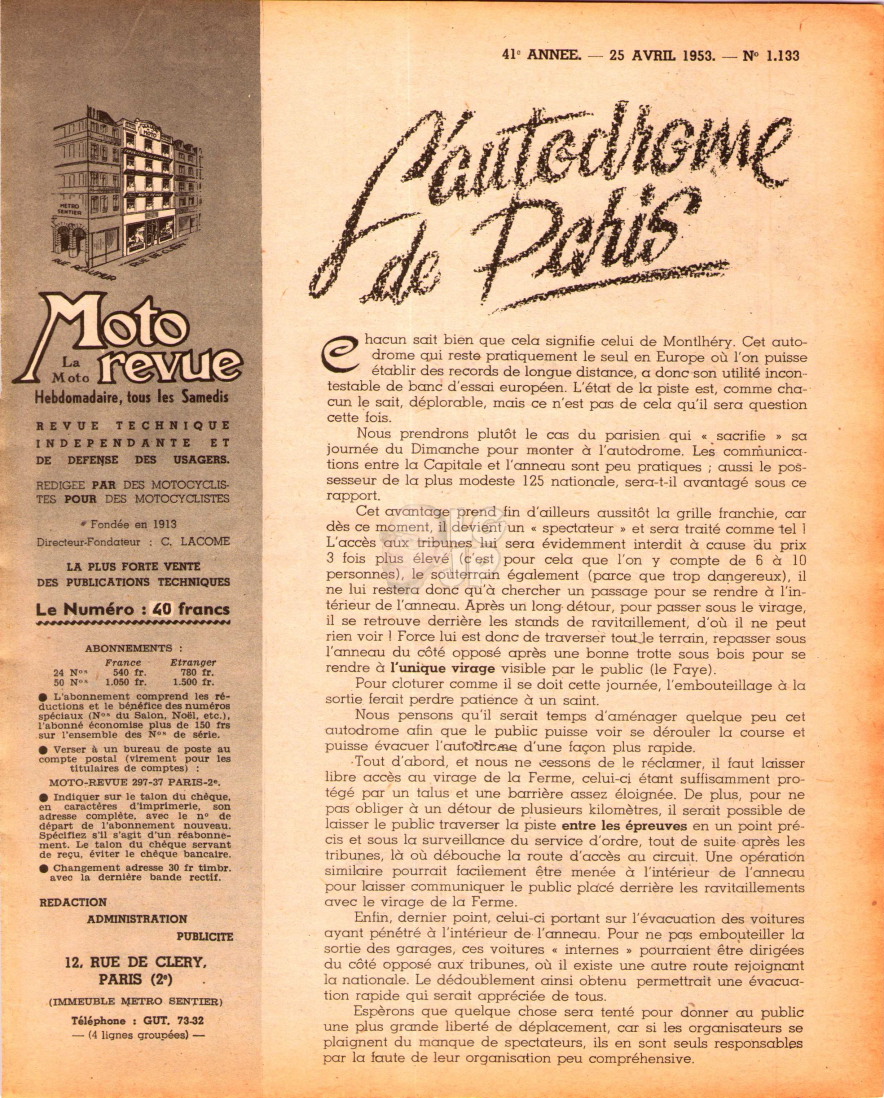 41e ANNEE. — 25 AVRIL 1953. — No 1.133
L'autodrome
de Paris
METRO
SENTIER
RUE REAUMUR
Moto
La
Moto revue
Hebdomadaire, tous les Samedis
REVUE TECHNIQUE
INDEPENDANTE ET
DE DEFENSE DES USAGERS.
REDIGEE PAR DES MOTOCYCLIS-
TES POUR DES MOTOCYCLISTES
Fondée en 1913
Directeur-Fondateur : C. LACOME
LA PLUS FORTE VENTE
DES PUBLICATIONS TECHNIQUES
Le Numéro : 40 francs
ABONNEMENTS :
France Etranger
24 Nos 540 fr. 780 fr.
50 Nos 1.050 fr. 1.500 fr.
● L'abonnement comprend les ré-
ductions et le bénéfice des numéros
spéciaux (Nos du Salon, Noël, etc.),
l'abonné économise plus de 150 frs
sur l'ensemble des Nos de série.
● Verser à un bureau de poste au
compte postal (virement pour les
titulaires de comptes) :
MOTO-REVUE 297-37 PARIS-2e.
● Indiquer sur le talon du chèque,
en caractères d'imprimerie, son
adresse complète, avec le no de
départ de l'abonnement nouveau.
Spécifiez s'il s'agit d'un réabonne-
ment. Le talon du chèque servant
de reçu, éviter le chèque bancaire.
● Changement adresse 30 fr timbr.
avec la dernière bande rectif.
REDACTION
ADMINISTRATION
PUBLICITE
12, RUE DE CLERY,
PARIS (2e)
(IMMEUBLE METRO SENTIER)
Téléphone : GUT. 73-32
— (4 lignes groupées) —
Chacun sait bien que cela signifie celui de Montlhéry. Cet auto-
drome qui reste pratiquement le seul en Europe où l'on puisse
établir des records de longue distance, a donc son utilité incon-
testable de banc d'essai européen. L'état de la piste est, comme cha-
cun le sait, déplorable, mais ce n'est pas de cela qu'il sera question
cette fois.
Nous prendrons plutôt le cas du parisien qui « sacrifie » sa
journée du Dimanche pour monter à l'autodrome. Les communica-
tions entre la Capitale et l'anneau sont peu pratiques ; aussi le pos-
sesseur de la plus modeste 125 nationale, sera-t-il avantagé sous ce
rapport.
Cet avantage prend fin d'ailleurs aussitôt la grille franchie, car
dès ce moment, il devient un « spectateur » et sera traité comme tel !
L'accès aux tribunes lui sera évidemment interdit à cause du prix
3 fois plus élevé (c'est pour cela que l'on y compte de 6 à 10
personnes), le souterrain également (parce que trop dangereux), il
ne lui restera donc qu'à chercher un passage pour se rendre à l'in-
térieur de l'anneau. Après un long détour, pour passer sous le virage,
il se retrouve derrière les stands de ravitaillement, d'où il ne peut
rien voir ! Force lui est donc de traverser tout le terrain, repasser sous
l'anneau du côté opposé après une bonne trotte sous bois pour se
rendre à l'unique virage visible par le public (le Faye).
Pour cloturer comme il se doit cette journée, l'embouteillage à la
sortie ferait perdre patience à un saint.
Nous pensons qu'il serait temps d'aménager quelque peu cet
autodrome afin que le public puisse voir se dérouler la course et
puisse évacuer l'autodrome d'une façon plus rapide.
Tout d'abord, et nous ne cessons de le réclamer, il faut laisser
libre accès au virage de la Ferme, celui-ci étant suffisamment pro-
tégé par un talus et une barrière assez éloignée. De plus, pour ne
pas obliger à un détour de plusieurs kilomètres, il serait possible de
laisser le public traverser la piste entre les épreuves en un point pré-
cis et sous la surveillance du service d'ordre, tout de suite après les
tribunes, là où débouche la route d'accès au circuit. Une opération
similaire pourrait facilement être menée à l'intérieur de l'anneau
pour laisser communiquer le public placé derrière les ravitaillements
avec le virage de la Ferme.
Enfin, dernier point, celui-ci portant sur l'évacuation des voitures
ayant pénétré à l'intérieur de l'anneau. Pour ne pas embouteiller la
sortie des garages, ces voitures « internes » pourraient être dirigées
du côté opposé aux tribunes, où il existe une autre route rejoignant
la nationale. Le dédoublement ainsi obtenu permettrait une évacua-
tion rapide qui serait appréciée de tous.
Espèrons que quelque chose sera tenté pour donner au public
une plus grande liberté de déplacement, car si les organisateurs se
plaignent du manque de spectateurs, ils en sont seuls responsables
par la faute de leur organisation peu compréhensive.